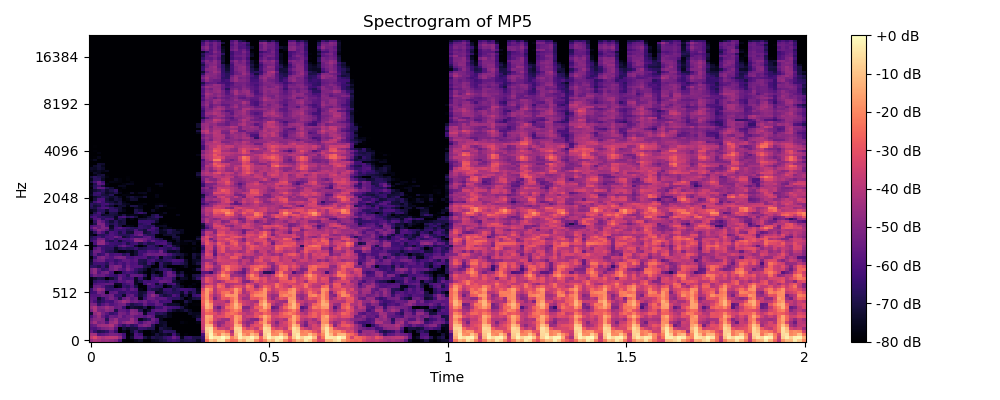 Spectrogram of MP5
16384
8192
4096
2048
1024
512
0
Hz
0
0.5
1
1.5
2
Time
+0 dB
-10 dB
-20 dB
-30 dB
-40 dB
-50 dB
-60 dB
-70 dB
-80 dB